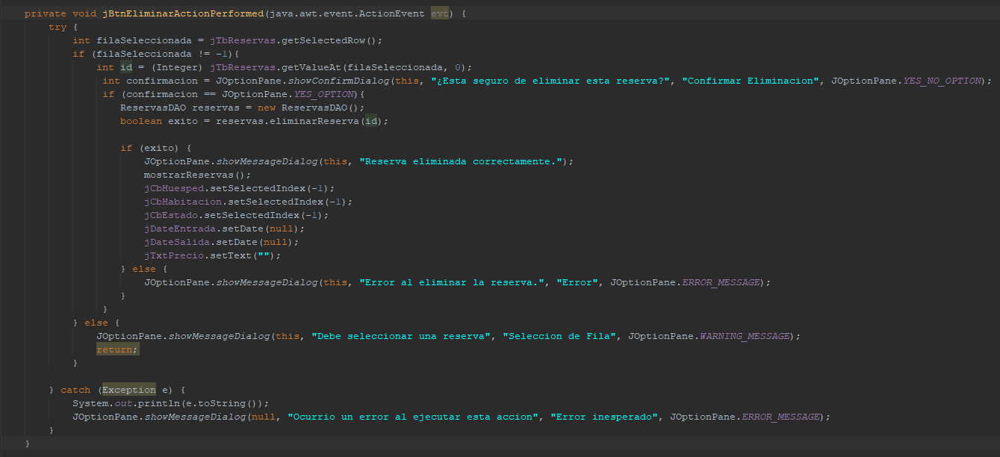 private void jBtnEliminarActionPerformed(java.awt.event.ActionEvent evt) {
try {
int filaSeleccionada = jTbReservas.getSelectedRow();
if (filaSeleccionada != -1){
int id = (Integer) jTbReservas.getValueAt(filaSeleccionada, 0);
int confirmacion = JOptionPane.showConfirmDialog(this, "¿Esta seguro de eliminar esta reserva?", "Confirmar Eliminacion", JOptionPane.YES_NO_OPTION);
if (confirmacion == JOptionPane.YES_OPTION){
ReservasDAO reservas = new ReservasDAO();
boolean exito = reservas.eliminarReserva(id);
if (exito) {
JOptionPane.showMessageDialog(this, "Reserva eliminada correctamente.");
mostrarReservas();
jCbHuesped.setSelectedIndex(-1);
jCbHabitacion.setSelectedIndex(-1);
jCbEstado.setSelectedIndex(-1);
jDateEntrada.setDate(null);
jDateSalida.setDate(null);
jTxtPrecio.setText("");
} else {
JOptionPane.showMessageDialog(this, "Error al eliminar la reserva.", "Error", JOptionPane.ERROR_MESSAGE);
}
}
} else {
JOptionPane.showMessageDialog(this, "Debe seleccionar una reserva", "Seleccion de Fila", JOptionPane.WARNING_MESSAGE);
return;
}
} catch (Exception e) {
System.out.println(e.toString());
JOptionPane.showMessageDialog(null, "Ocurrio un error al ejecutar esta accion", "Error inesperado", JOptionPane.ERROR_MESSAGE);
}
}